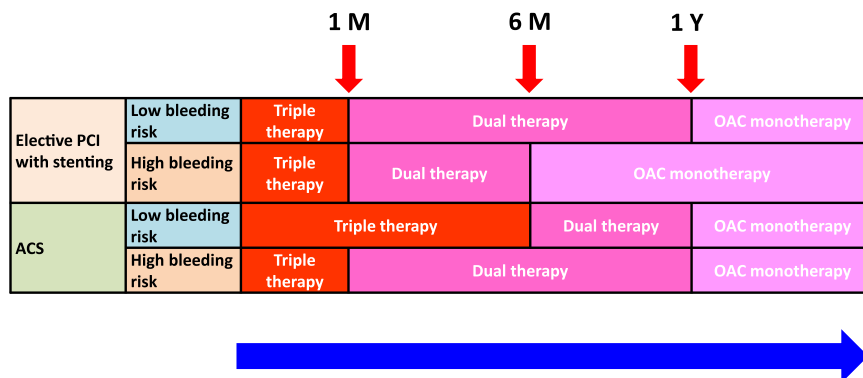 1 M 6 M 1 Y
Elective PCI
with stenting
Low bleeding
risk
Triple
therapy
Dual therapy
OAC monotherapy
High bleeding
risk
Triple
therapy
Dual therapy
OAC monotherapy
ACS
Low bleeding
risk
Triple therapy
Dual therapy
OAC monotherapy
High bleeding
risk
Triple
therapy
Dual therapy
OAC monotherapy